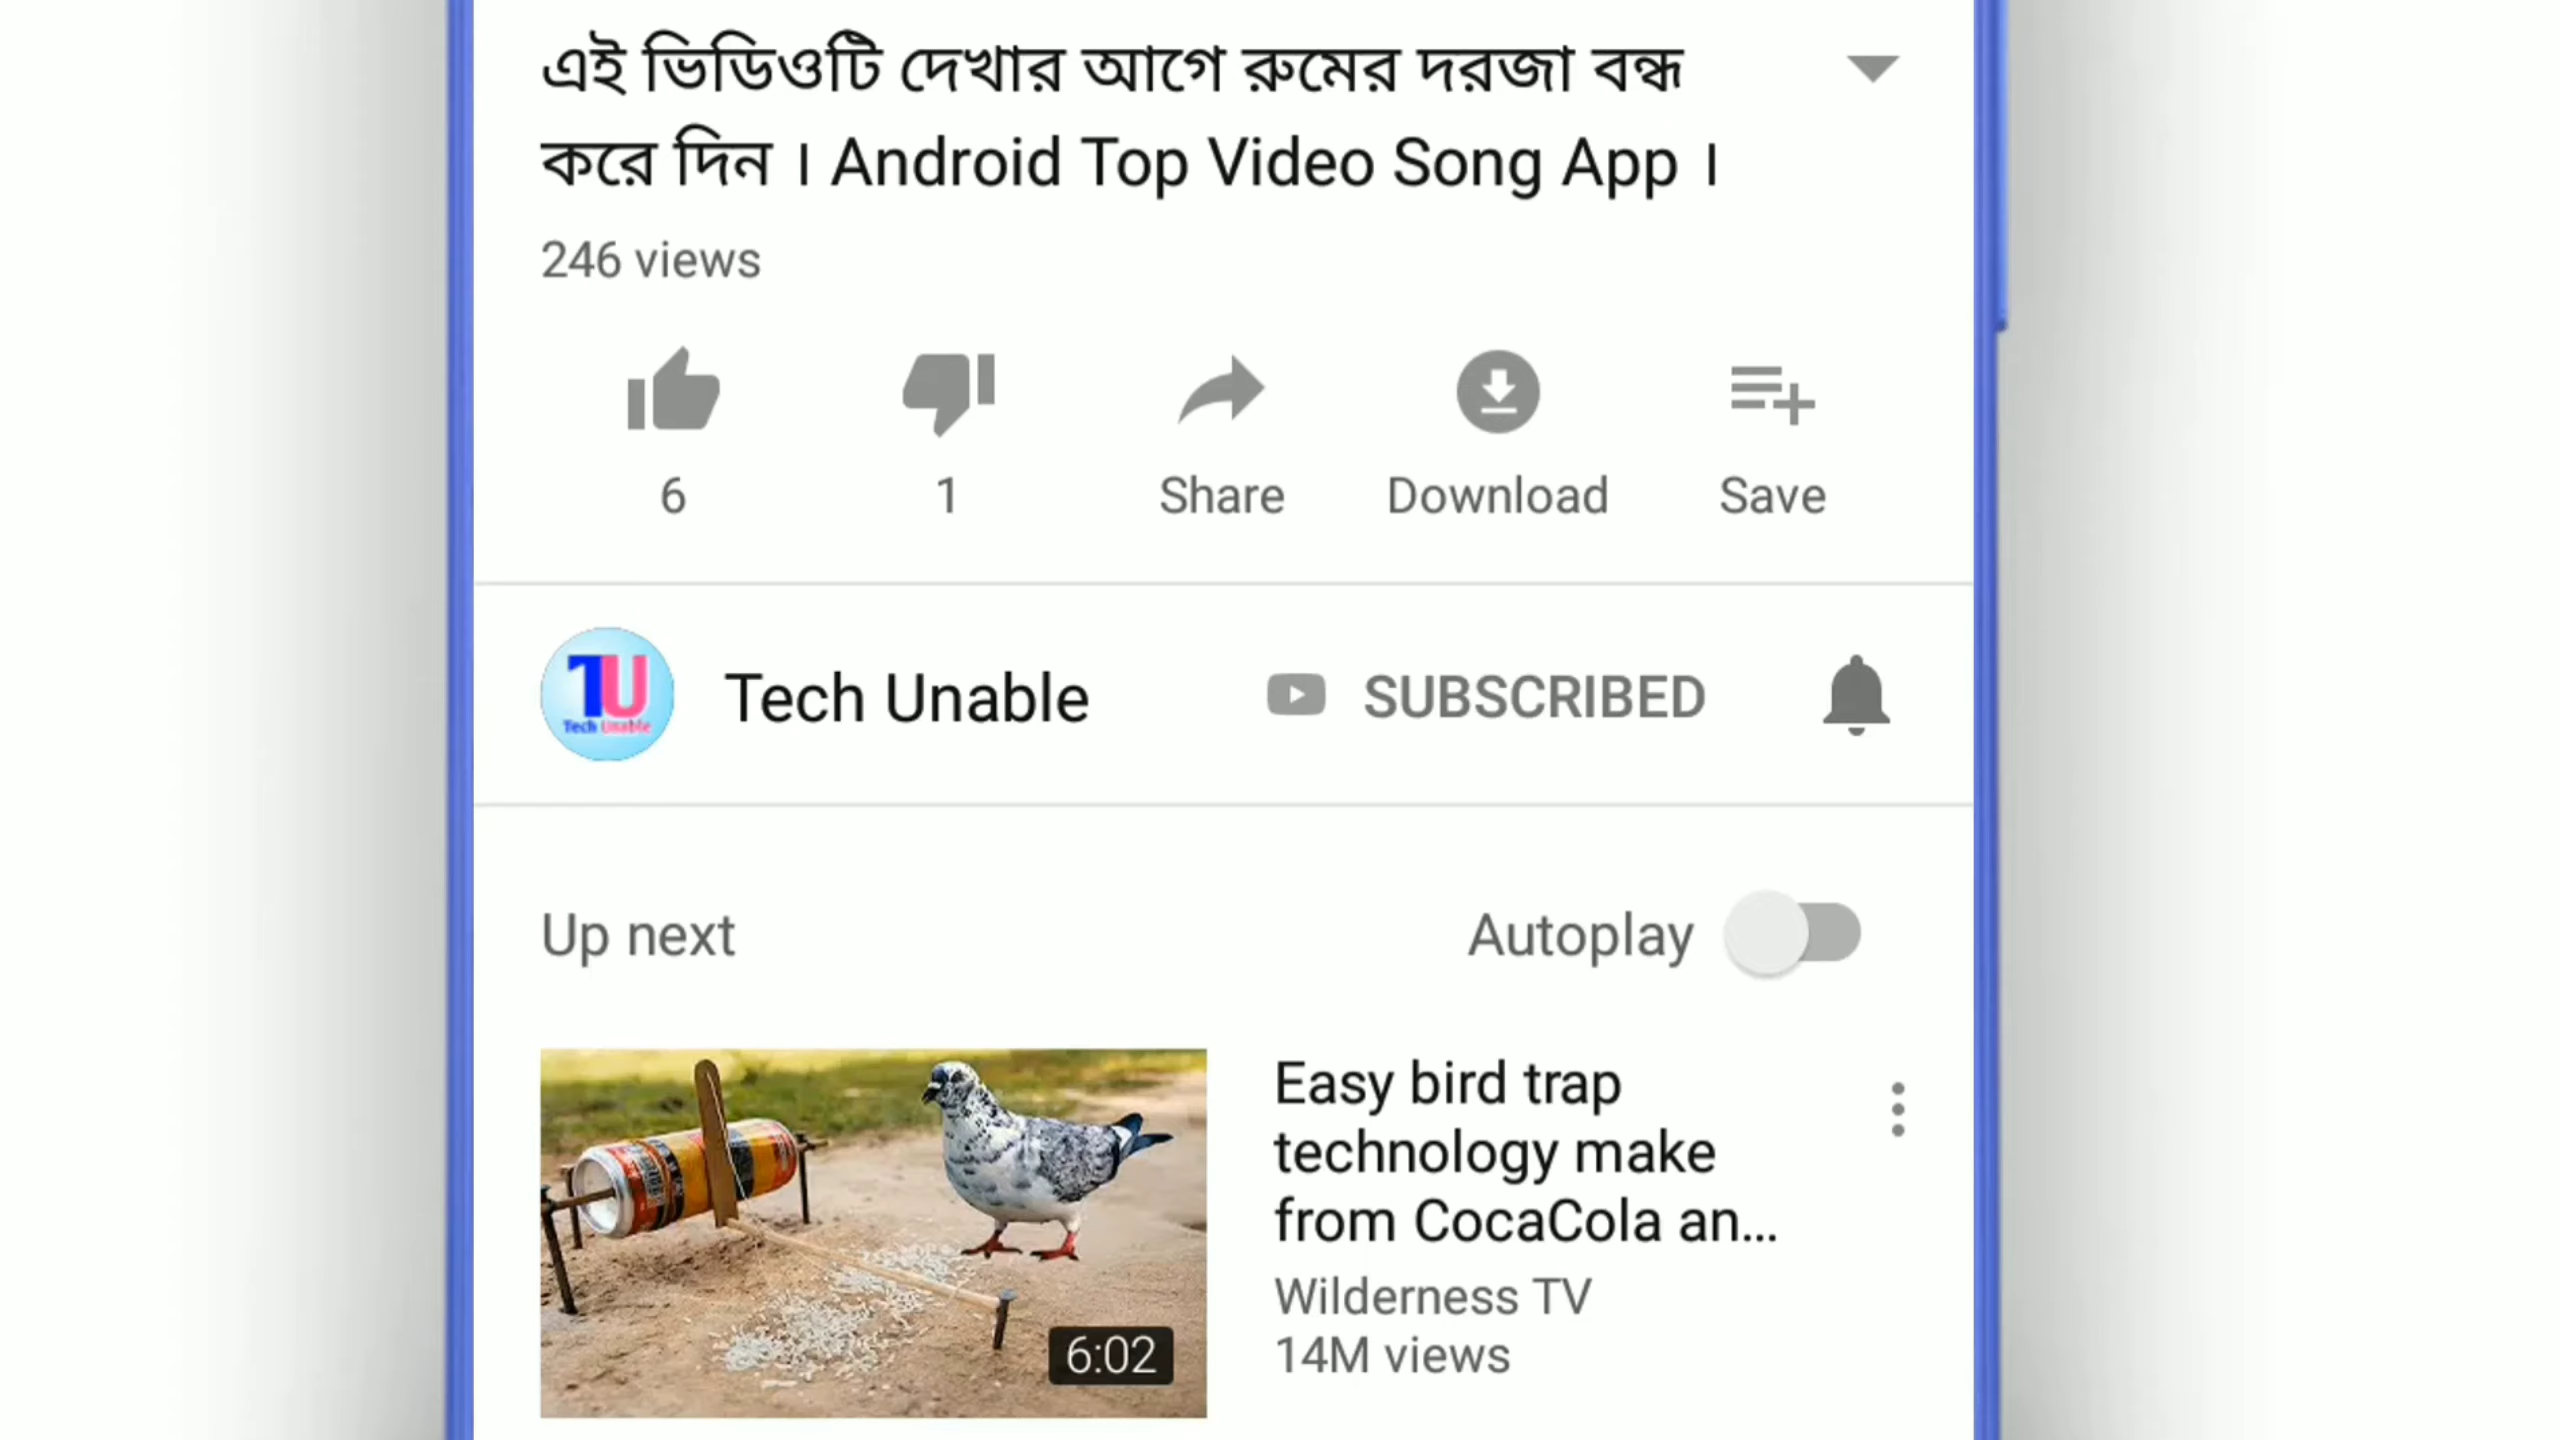 এই ভিডিওটি দেখার আগে রুমের দরজা বন্ধ
করে দিন । Android Top Video Song App ।
246 views
6
1
Share
Download
Save
TU
Tech Unable
Tech Unable
SUBSCRIBED
Up next
Autoplay
6:02
Easy bird trap
technology make
from CocaCola an...
Wilderness TV
14M views